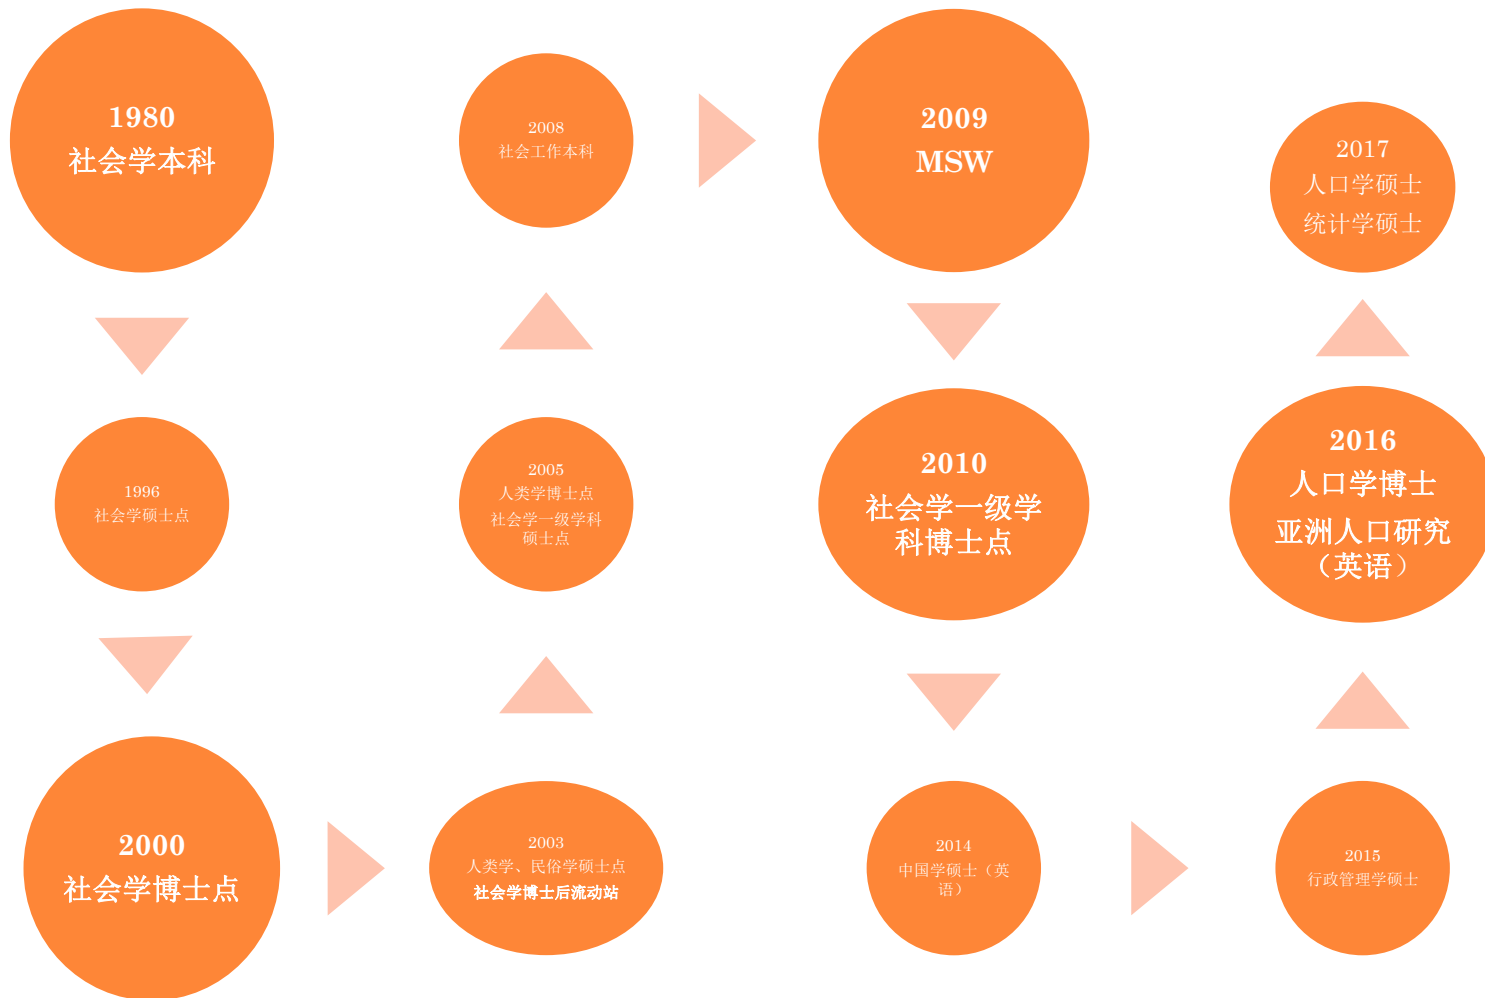 1980
社会学本科
1996
社会学硕士点
2000
社会学博士点
2003
人类学、民俗学硕士点
社会学博士后流动站
2005
人类学博士点
社会学一级学科
硕士点
2008
社会工作本科
2009
MSW
2010
社会学一级学
科博士点
2014
中国学硕士（英
语）
2015
行政管理学硕士
2016
人口学博士
亚洲人口研究
（英语）
2017
人口学硕士
统计学硕士